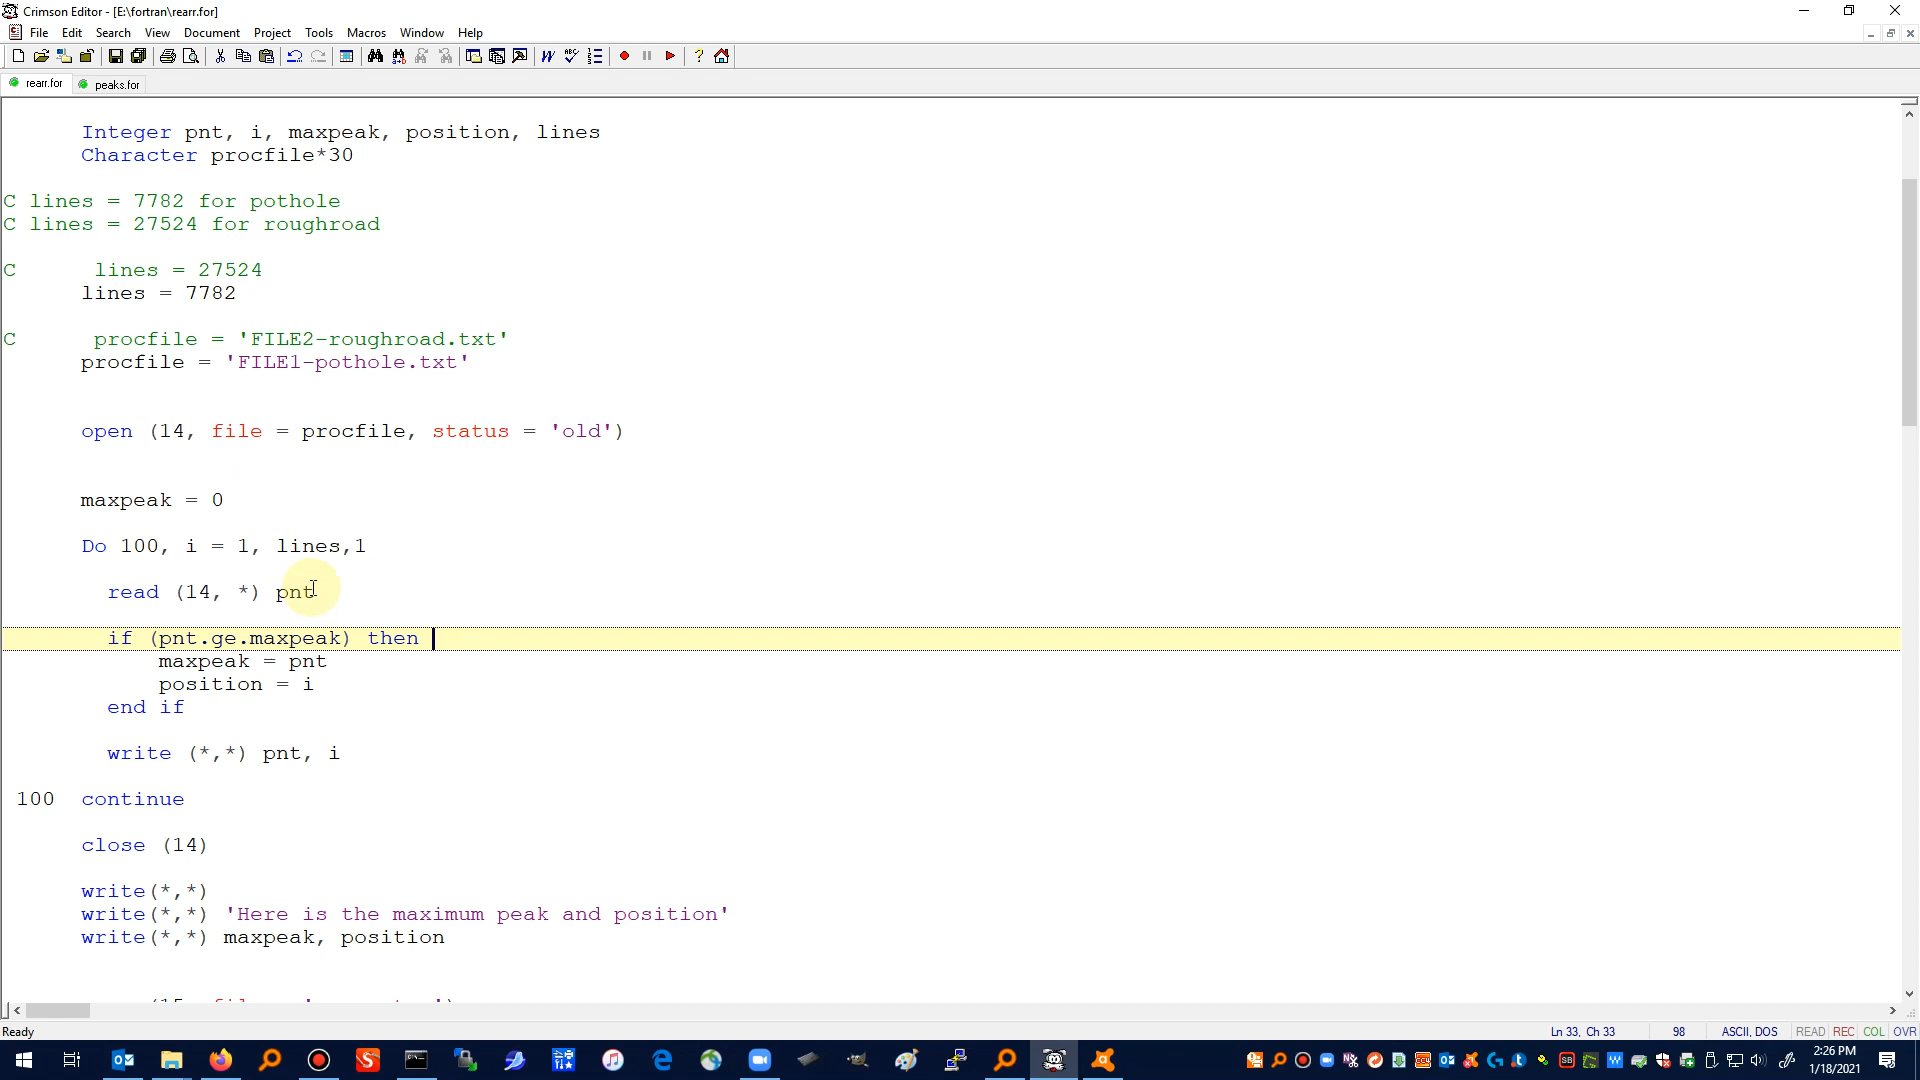 Crimson Editor - [E:\fortran\rearr.for]
File Edit Search View Document Project Tools Macros Window Help
rearr.for peaks.for
Integer pnt, i, maxpeak, position, lines
Character procfile*30
C lines = 7782 for pothole
C lines = 27524 for roughroad
C lines = 27524
lines = 7782
C procfile = 'FILE2-roughroad.txt'
procfile = 'FILE1-pothole.txt'
open (14, file = procfile, status = 'old')
maxpeak = 0
Do 100, i = 1, lines,1
read (14, *) pnt
if (pnt.ge.maxpeak) then
maxpeak = pnt
position = i
end if
write (*,*) pnt, i
100 continue
close (14)
write(*,*)
write(*,*) 'Here is the maximum peak and position'
write(*,*) maxpeak, position
Ready Ln 33, Ch 33 98 ASCII, DOS READ REC COL OVR
2:26 PM
1/18/2021